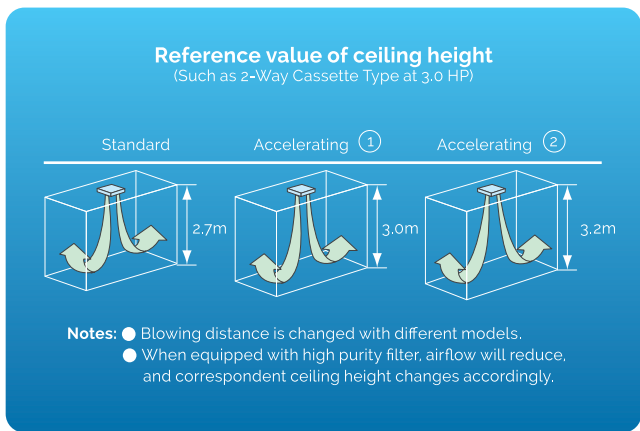 Reference value of ceiling height
(Such as 2-Way Cassette Type at 3.0 HP)
Standard
Accelerating ①
Accelerating ②
2.7m
3.0m
3.2m
Notes: ● Blowing distance is changed with different models.
● When equipped with high purity filter, airflow will reduce,
and correspondent ceiling height changes accordingly.